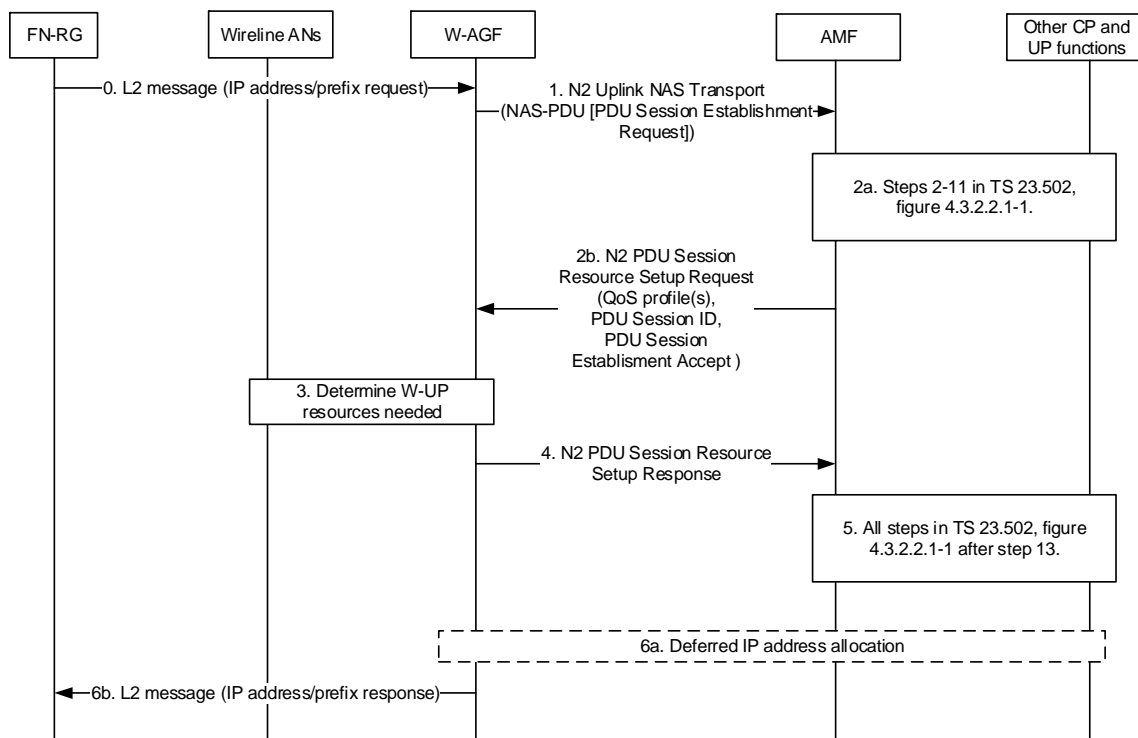 FN-RG
Wireline ANs
W-AGF
AMF
Other CP and
UP functions
0. L2 message (IP address/prefix request)
1. N2 Uplink NAS Transport
(NAS-PDU [PDU Session Establishment
Request])
2a. Steps 2-11 in TS 23.502,
figure 4.3.2.2.1-1.
2b. N2 PDU Session
Resource Setup Request
(QoS profile(s),
PDU Session ID,
PDU Session
Establisment Accept )
3. Determine W-UP
resources needed
4. N2 PDU Session Resource
Setup Response
5. All steps in TS 23.502, figure
4.3.2.2.1-1 after step 13.
6a. Deferred IP address allocation
6b. L2 message (IP address/prefix response)